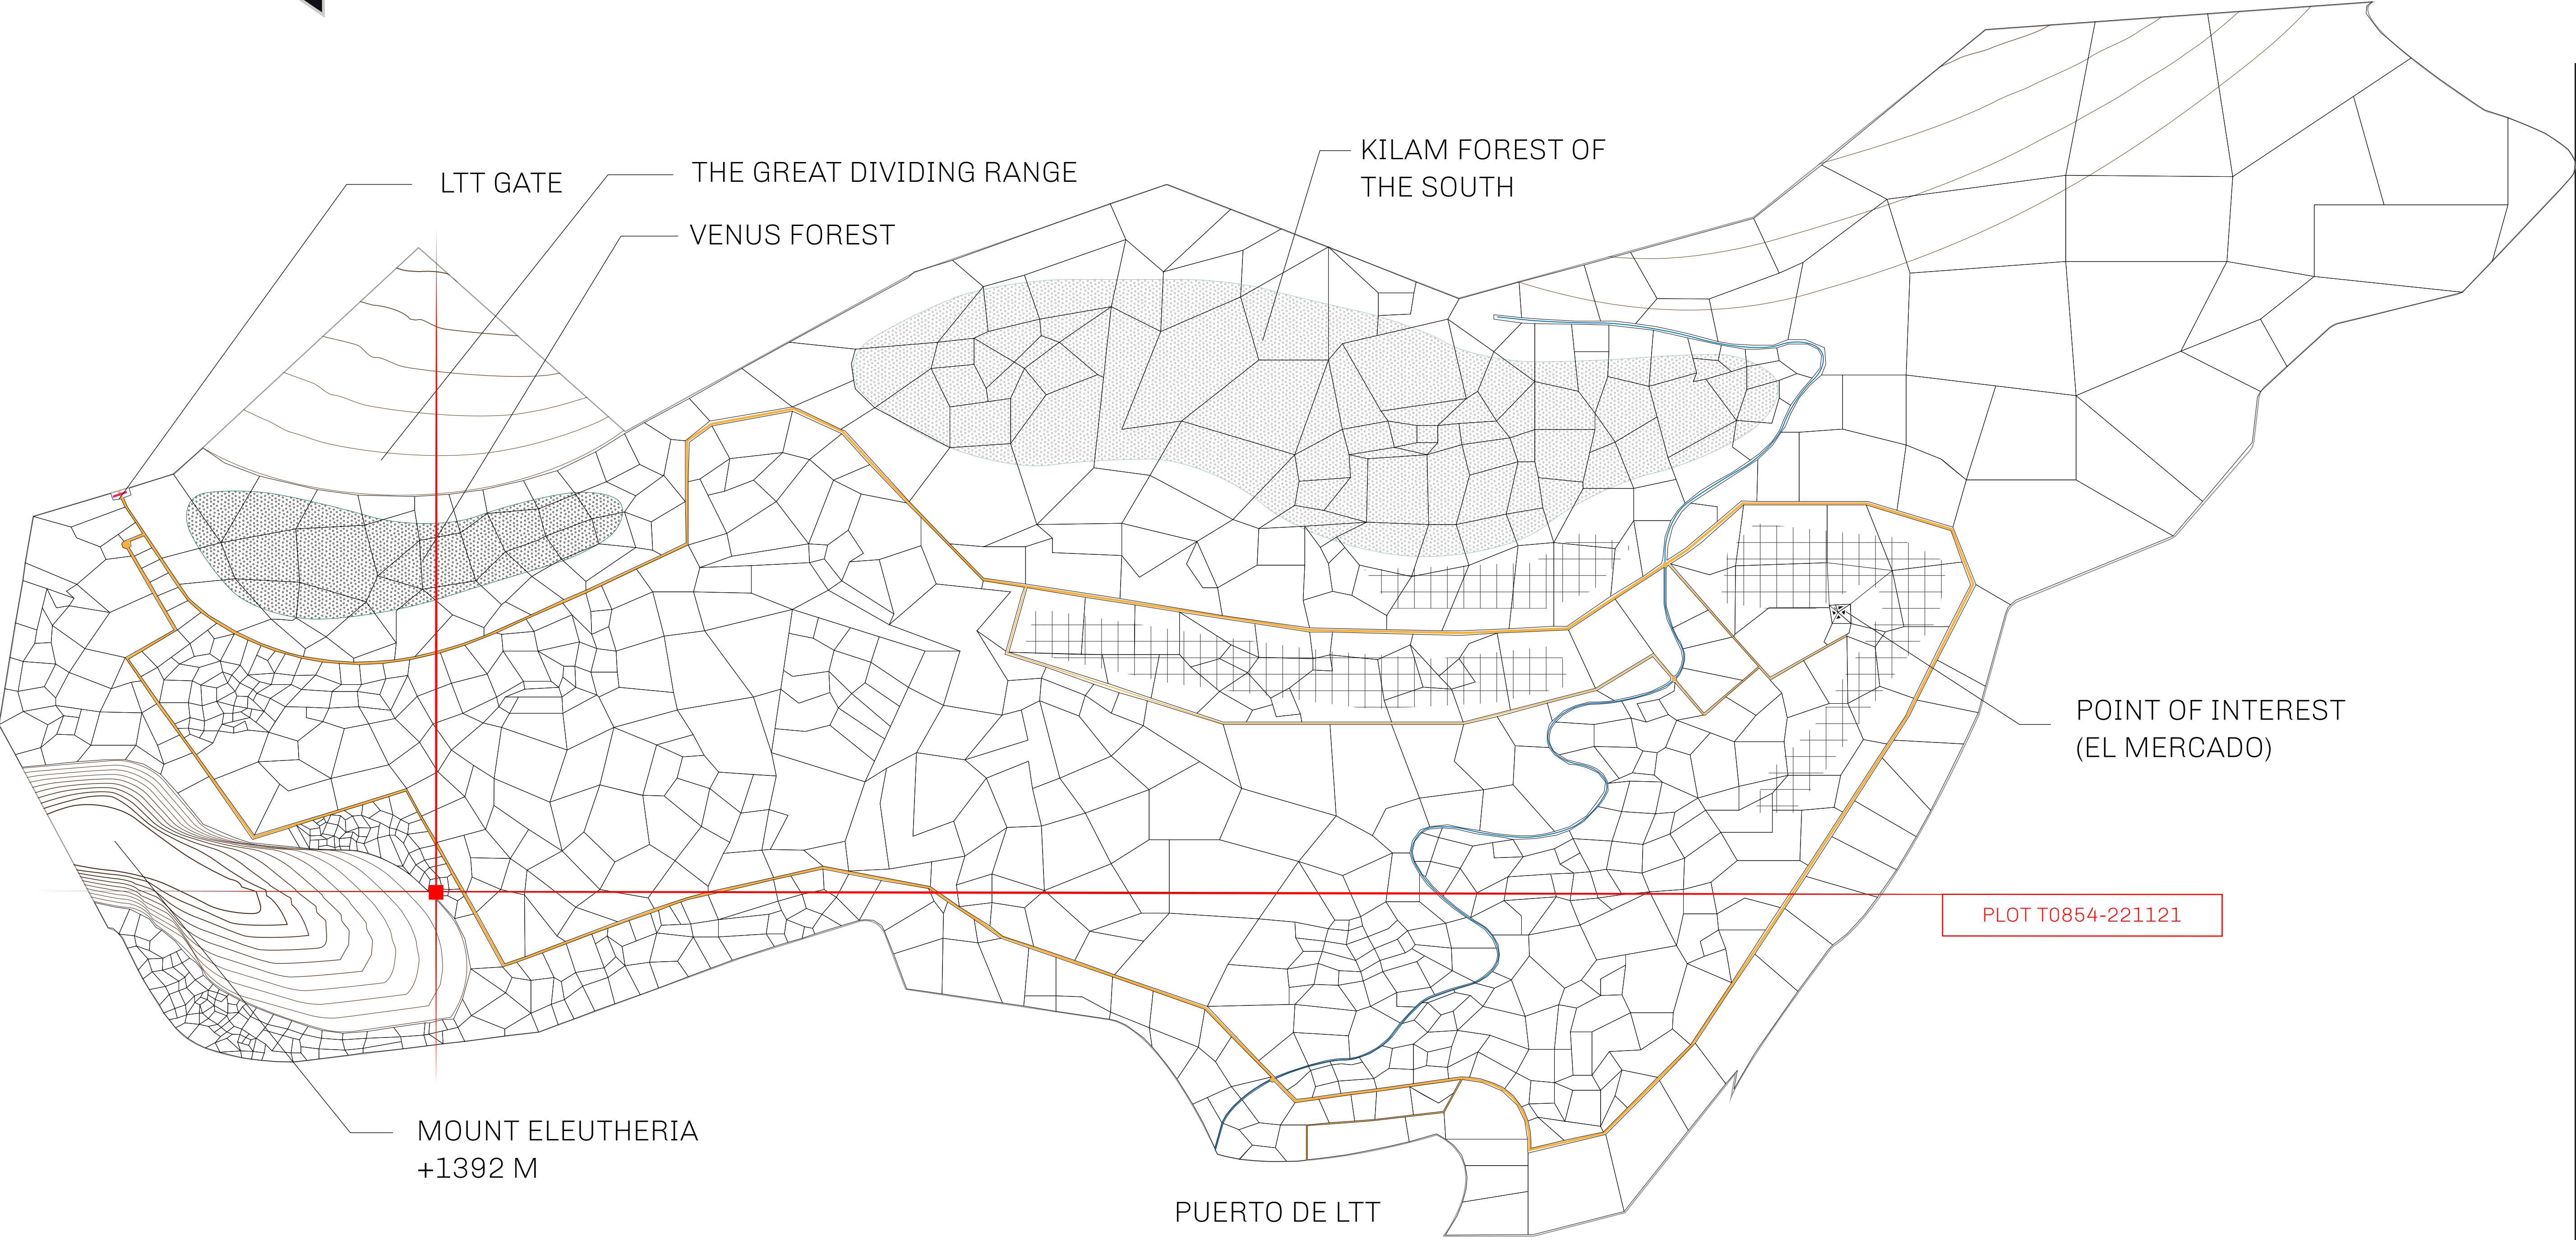 KILAM FOREST OF
THE SOUTH
LTT GATE
THE GREAT DIVIDING RANGE
VENUS FOREST
POINT OF INTEREST
(EL MERCADO)
PLOT T0854-221121
MOUNT ELEUTHERIA
+1392 M
PUERTO DE LTT